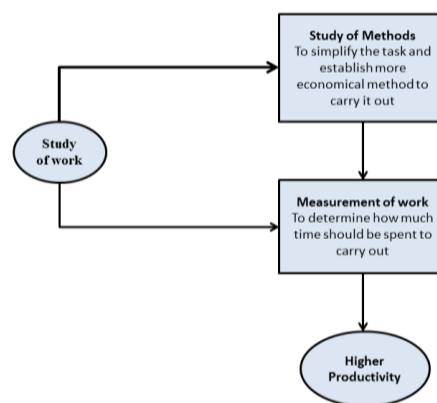 Study of Methods
To simplify the task and
establish more
economical method to
carry it out
Study
of work
Measurement of work
To determine how much
time should be spent to
carry out
Higher
Productivity